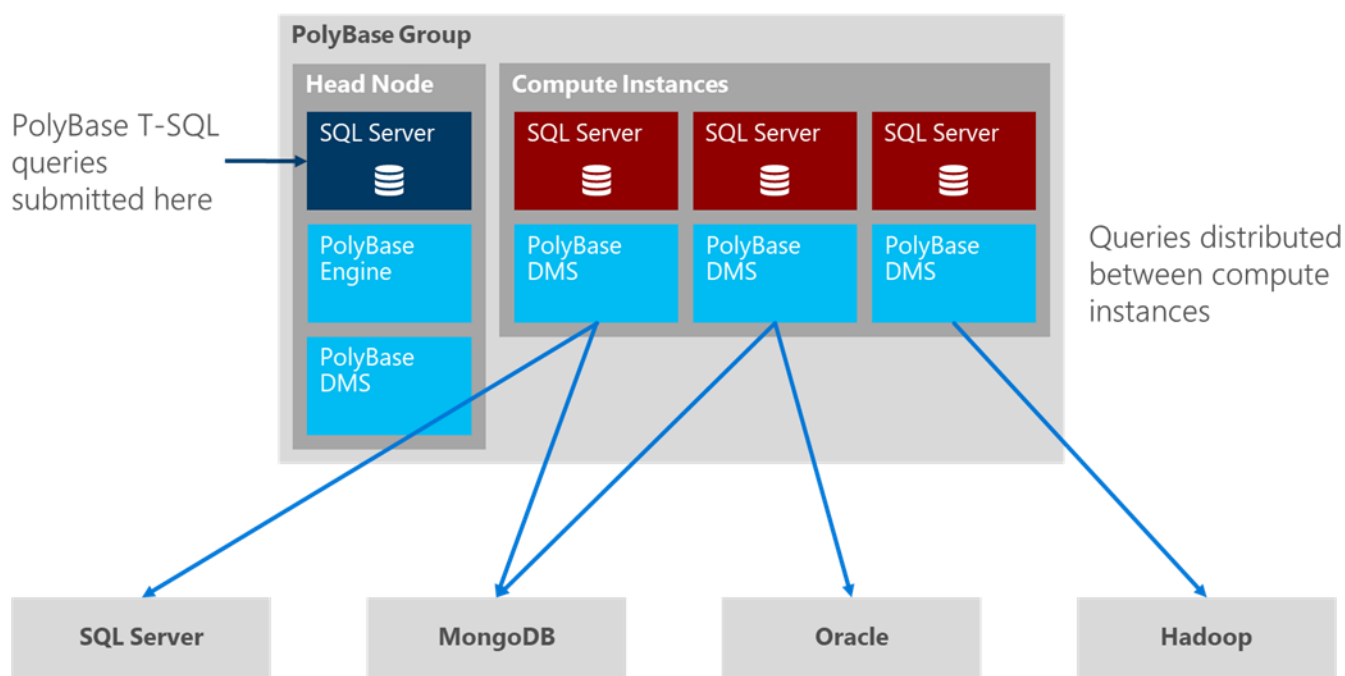 PolyBase Group
Head Node
Compute Instances
PolyBase T-SQL
queries
submitted here
SQL Server
SQL Server
SQL Server
SQL Server
PolyBase
Engine
PolyBase
DMS
PolyBase
DMS
PolyBase
DMS
PolyBase
DMS
Queries distributed
between compute
instances
SQL Server
MongoDB
Oracle
Hadoop